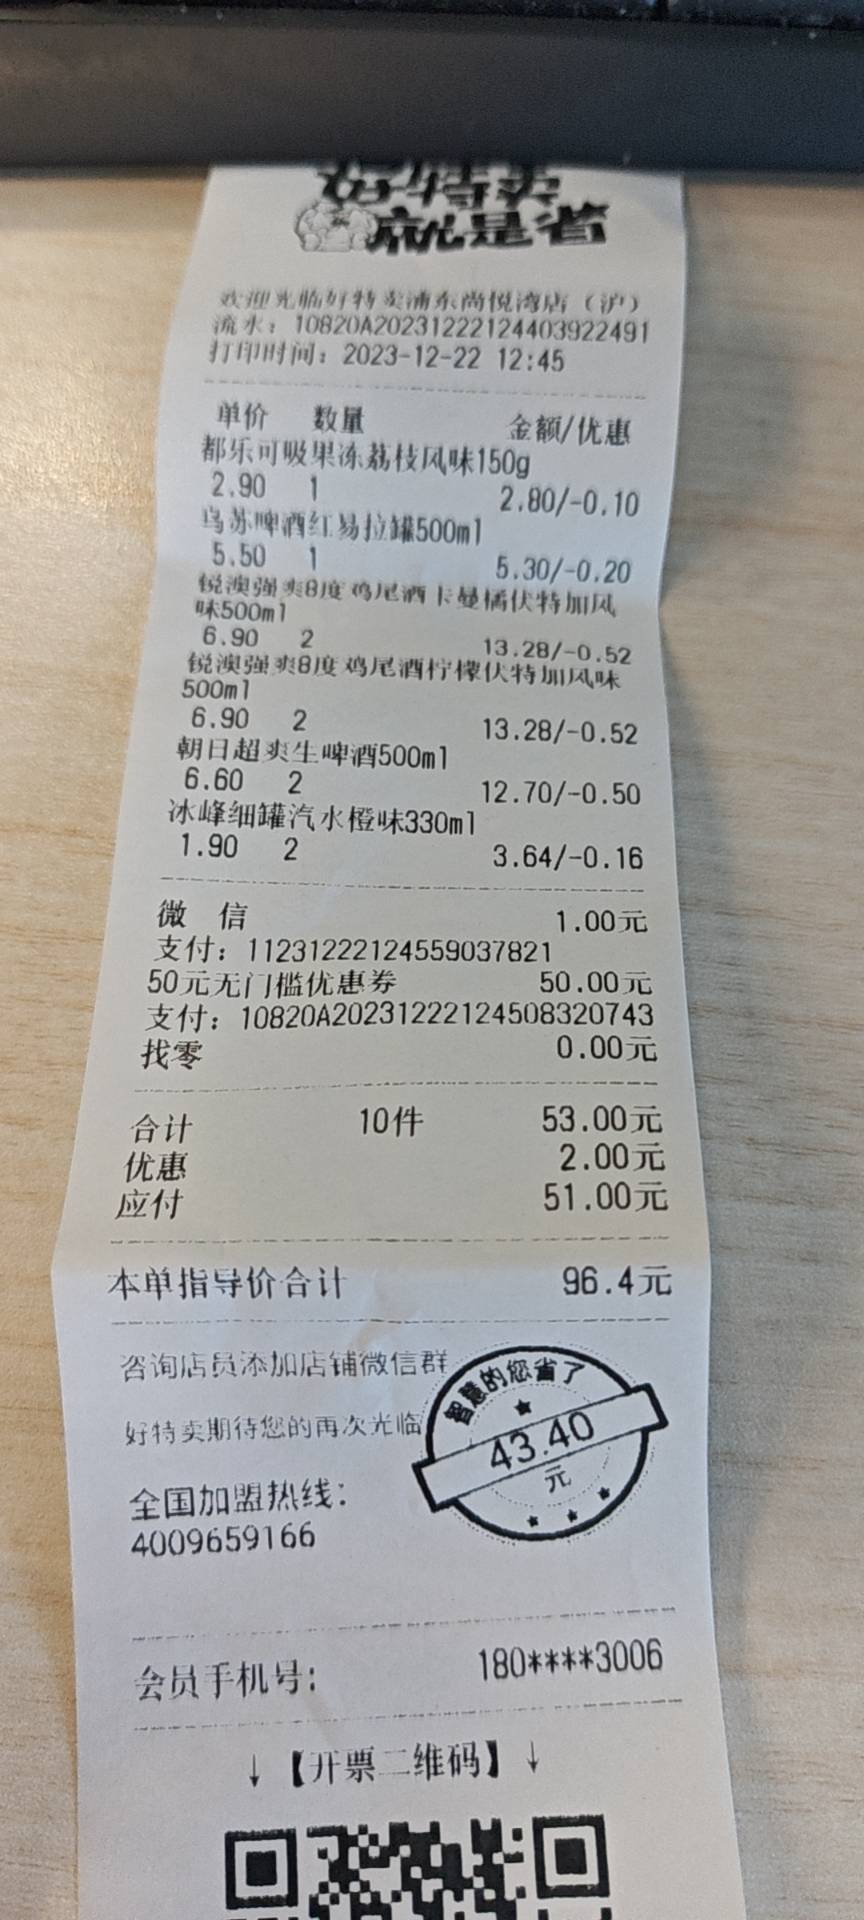 好特卖
就是省
欢迎光临好特卖浦东尚悦湾店（沪）
流水：10820A2023122212440392​2491
打印时间：2023-12-22 12:45
单价 数量 金额/优惠
都乐可吸果冻荔枝风味150g
2.90 1 2.80/-0.10
乌苏啤酒红易拉罐500ml
5.50 1 5.30/-0.20
锐澳强爽8度鸡尾酒卡曼橘伏特加风
味500ml
6.90 2 13.28/-0.52
锐澳强爽8度鸡尾酒柠檬伏特加风味
500ml
6.90 2 13.28/-0.52
朝日超爽生啤酒500ml
6.60 2 12.70/-0.50
冰峰细罐汽水橙味330ml
1.90 2 3.64/-0.16
微 信 1.00元
支付：11231222124559037821
50元无门槛优惠券 50.00元
支付：10820A20231222124508320743
找零 0.00元
合计 10件 53.00元
优惠 2.00元
应付 51.00元
本单指导价合计 96.4元
咨询店员添加店铺微信群
智慧的您省了
43.40
元
好特卖期待您的再次光临
全国加盟热线：
4009659166
会员手机号： 180****3006
↓【开票二维码】↓